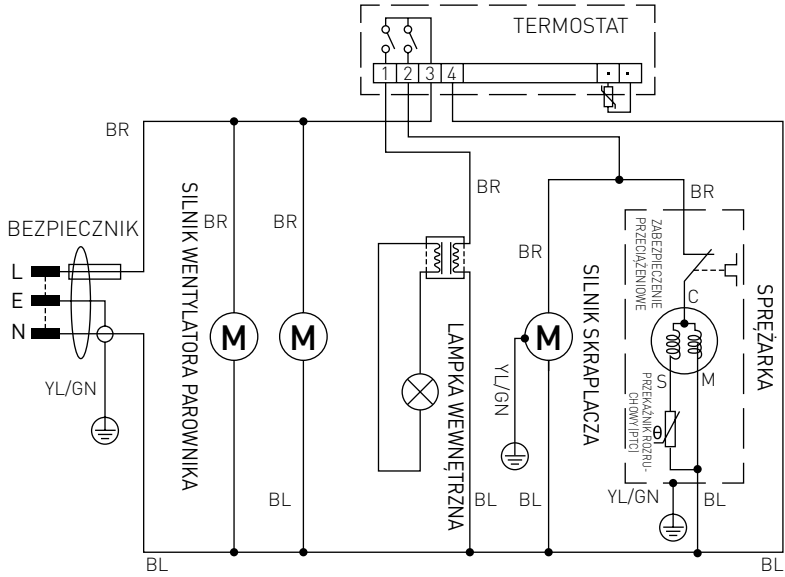 TERMOSTAT
1 2 3 4
BR
BEZPIECZNIK
L
E
N
YL/GN
SILNIK WENTYLATORA PAROWNIKA
BR
BR
M
M
BL
BL
BR
LAMPKA WEWNĘTRZNA
BL
BR
M
YL/GN
SILNIK SKRAPLACZA
BL
BR
ZABEZPIECZENIE
PRZECIĄŻENIOWE
C
S
M
PRZEKAŹNIK ROZRU-
CHOWY (PTC)
θ
SPRĘŻARKA
YL/GN
BL
BL